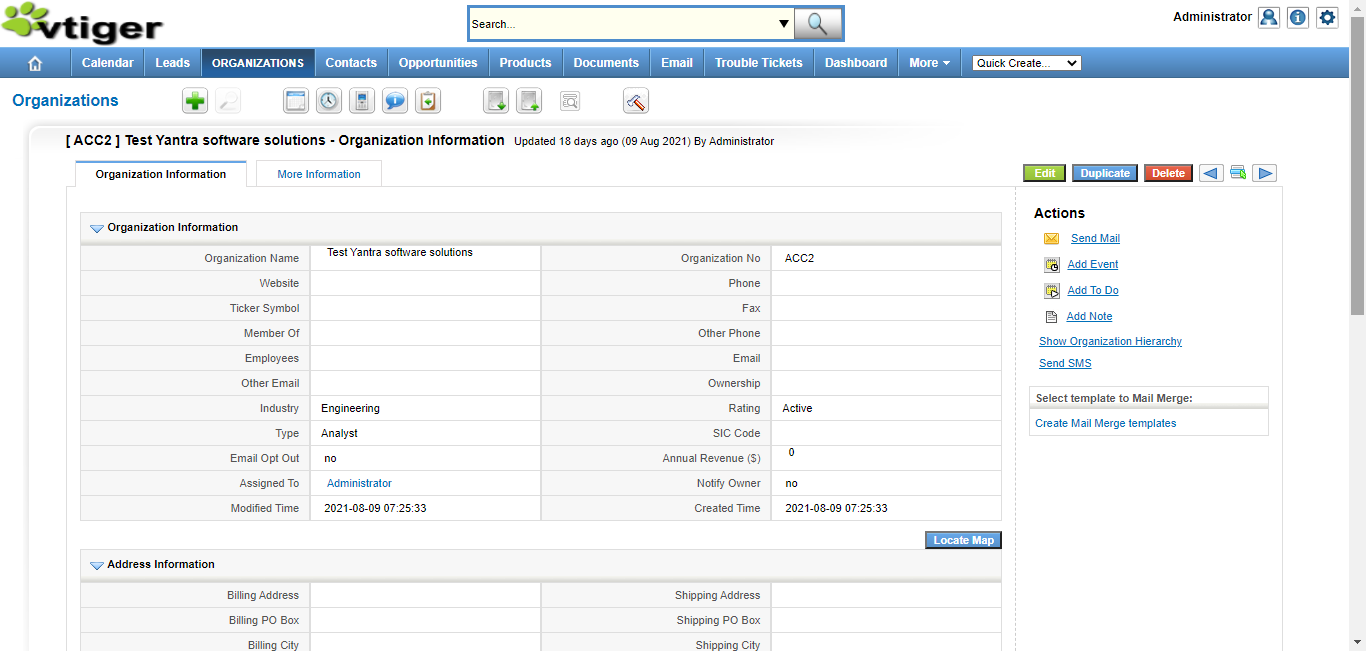 vtiger
Search...
Administrator
Calendar Leads ORGANIZATIONS Contacts Opportunities Products Documents Email Trouble Tickets Dashboard More Quick Create...
Organizations
[ ACC2 ] Test Yantra software solutions - Organization Information Updated 18 days ago (09 Aug 2021) By Administrator
Organization Information More Information
Edit Duplicate Delete
Organization Information
Organization Name Test Yantra software solutions Organization No ACC2
Website Phone
Ticker Symbol Fax
Member Of Other Phone
Employees Email
Other Email Ownership
Industry Engineering Rating Active
Type Analyst SIC Code
Email Opt Out no Annual Revenue ($) 0
Assigned To Administrator Notify Owner no
Modified Time 2021-08-09 07:25:33 Created Time 2021-08-09 07:25:33
Locate Map
Address Information
Billing Address Shipping Address
Billing PO Box Shipping PO Box
Billing City Shipping City
Actions
Send Mail
Add Event
Add To Do
Add Note
Show Organization Hierarchy
Send SMS
Select template to Mail Merge:
Create Mail Merge templates